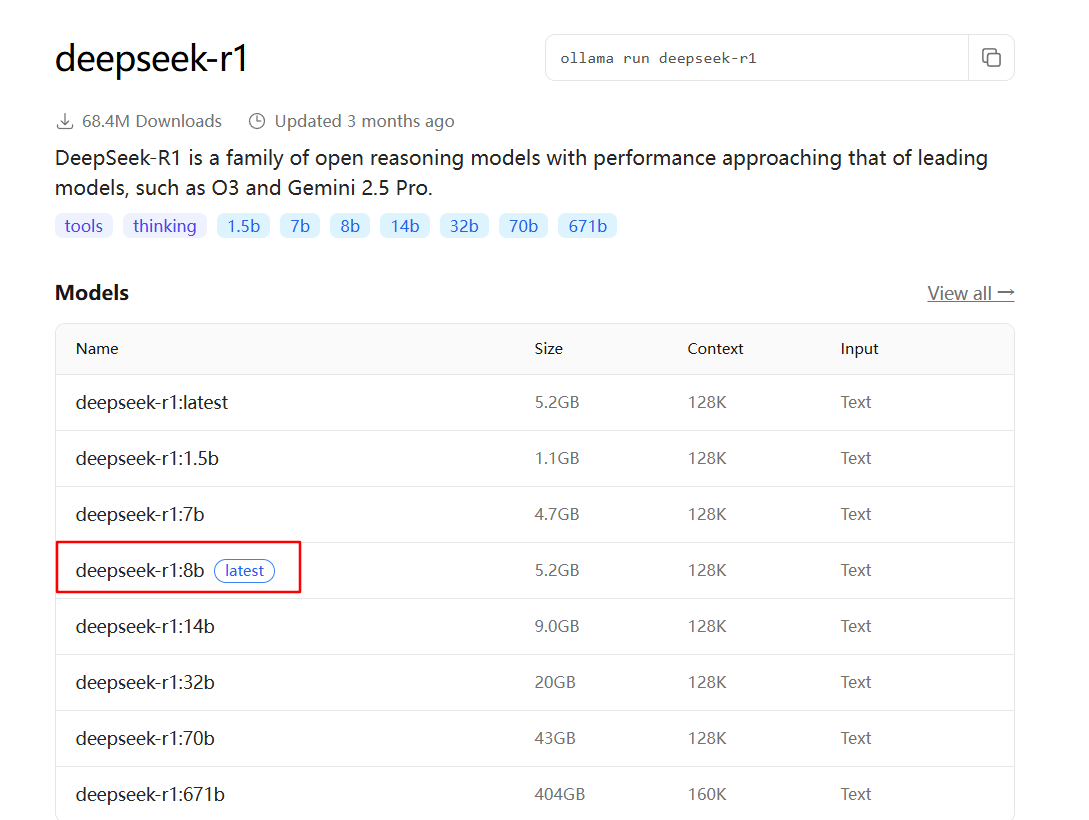 deepseek-r1
ollama run deepseek-r1
68.4M Downloads Updated 3 months ago
DeepSeek-R1 is a family of open reasoning models with performance approaching that of leading
models, such as O3 and Gemini 2.5 Pro.
tools thinking 1.5b 7b 8b 14b 32b 70b 671b
Models View all →
Name Size Context Input
deepseek-r1:latest 5.2GB 128K Text
deepseek-r1:1.5b 1.1GB 128K Text
deepseek-r1:7b 4.7GB 128K Text
deepseek-r1:8b latest 5.2GB 128K Text
deepseek-r1:14b 9.0GB 128K Text
deepseek-r1:32b 20GB 128K Text
deepseek-r1:70b 43GB 128K Text
deepseek-r1:671b 404GB 160K Text